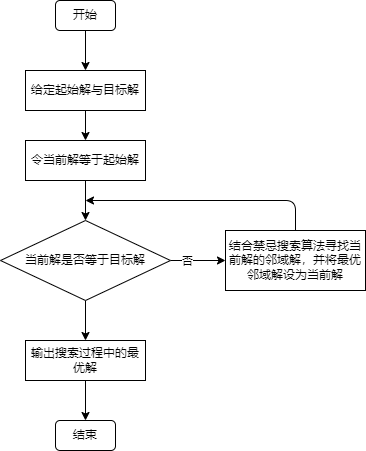 开始
给定起始解与目标解
令当前解等于起始解
当前解是否等于目标解
否
结合禁忌搜索算法寻找当
前解的邻域解，并将最优
邻域解设为当前解
输出搜索过程中的最
优解
结束